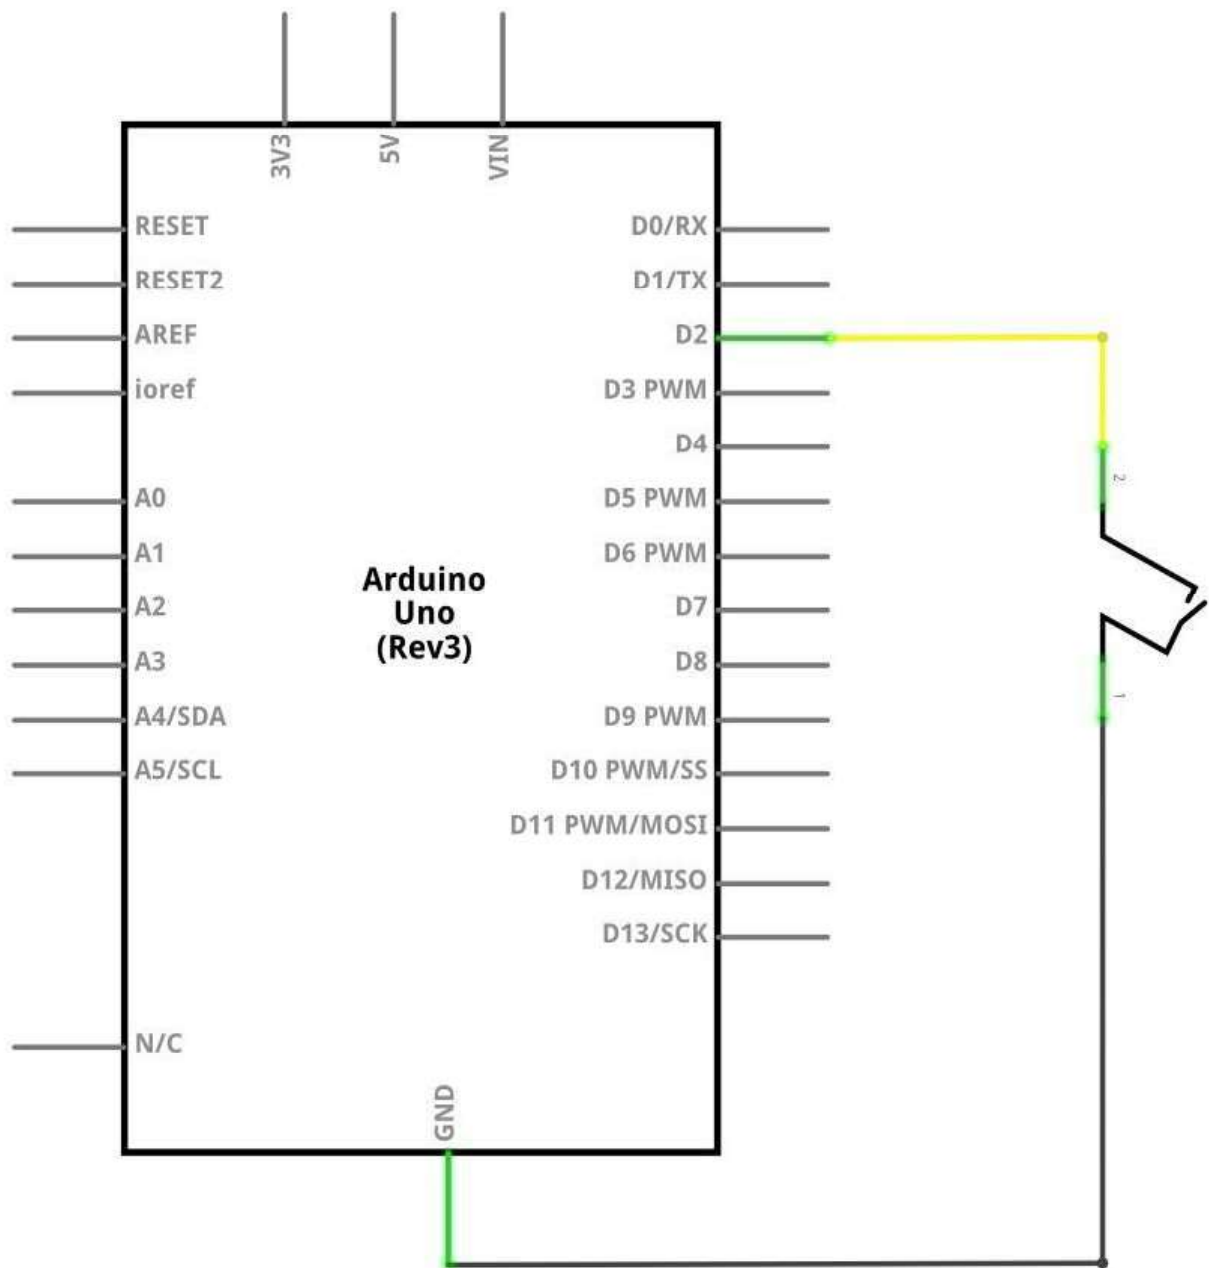 3V3
5V
VIN
RESET
D0/RX
RESET2
D1/TX
AREF
D2
ioref
D3 PWM
D4
2
A0
D5 PWM
A1
D6 PWM
Arduino
Uno
(Rev3)
A2
D7
A3
D8
1
A4/SDA
D9 PWM
A5/SCL
D10 PWM/SS
D11 PWM/MOSI
D12/MISO
D13/SCK
N/C
GND